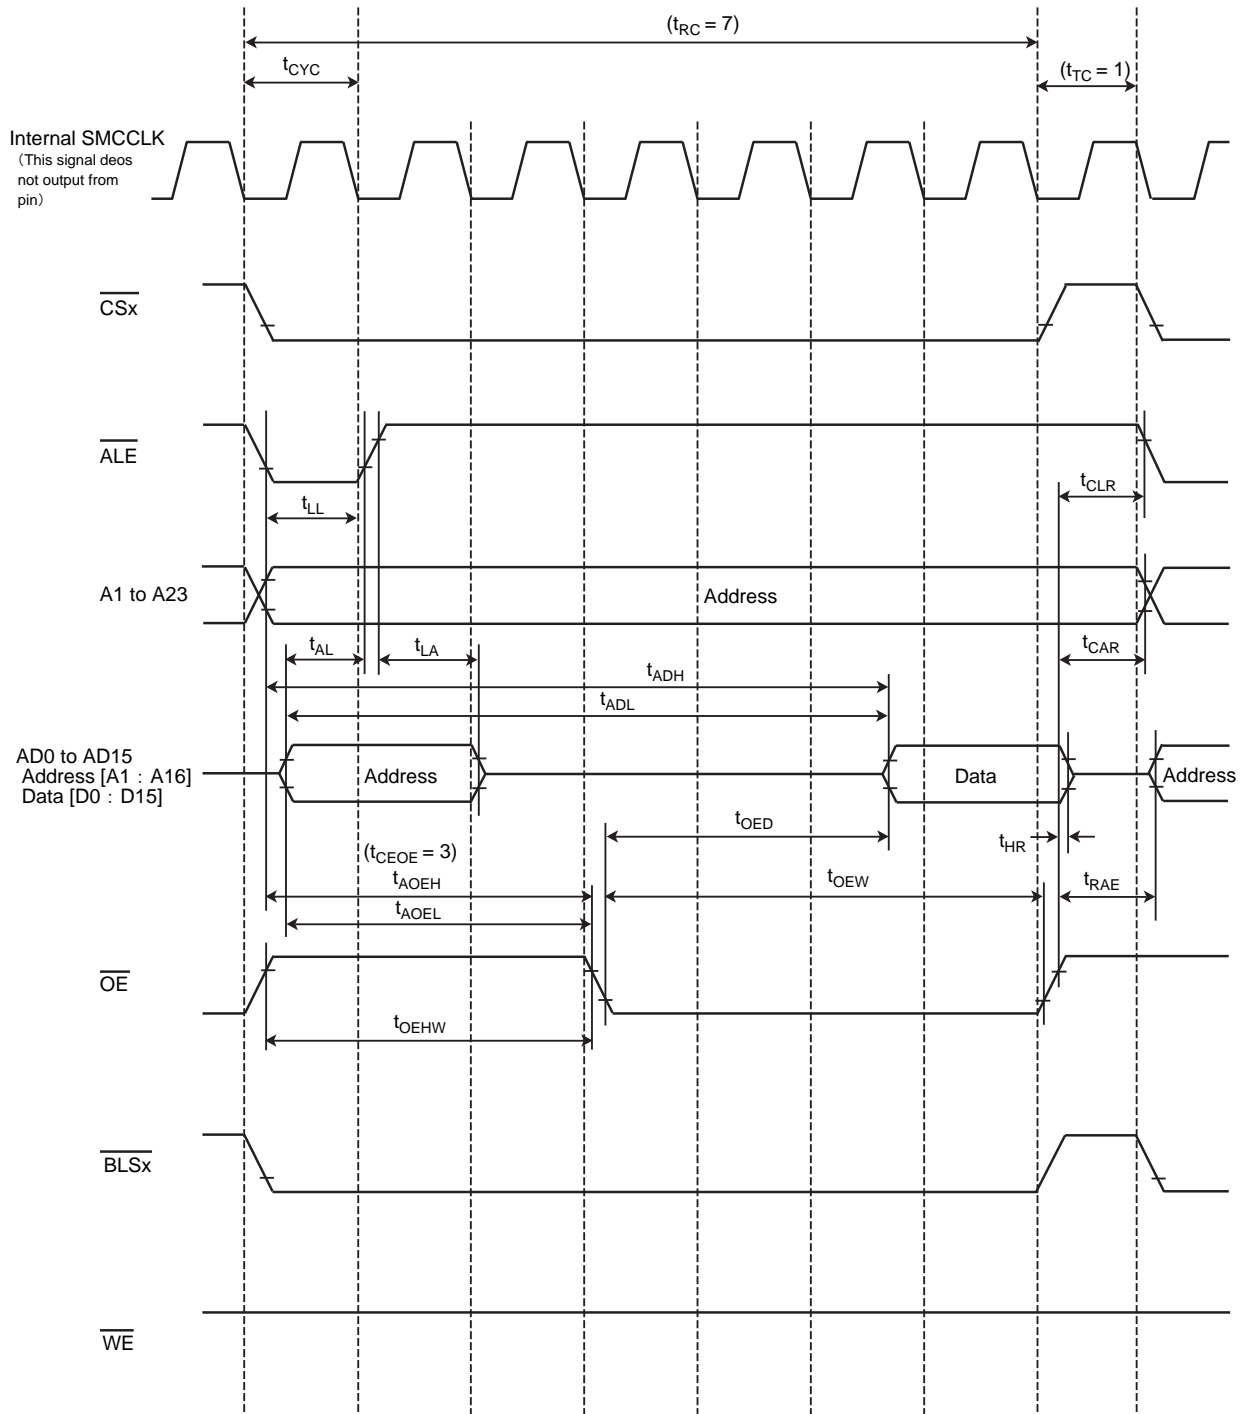 (tRC = 7)
tCYC
(tTC = 1)
Internal SMCCLK
（This signal deos
not output from
pin）
CSx
ALE
tCLR
tLL
A1 to A23
Address
tAL
tLA
tCAR
tADH
tADL
AD0 to AD15
Address [A1 : A16]
Data [D0 : D15]
Address
Data
Address
tOED
tHR
(tCEOE = 3)
tAOEH
tOEW
tRAE
tAOEL
OE
tOEHW
BLSx
WE